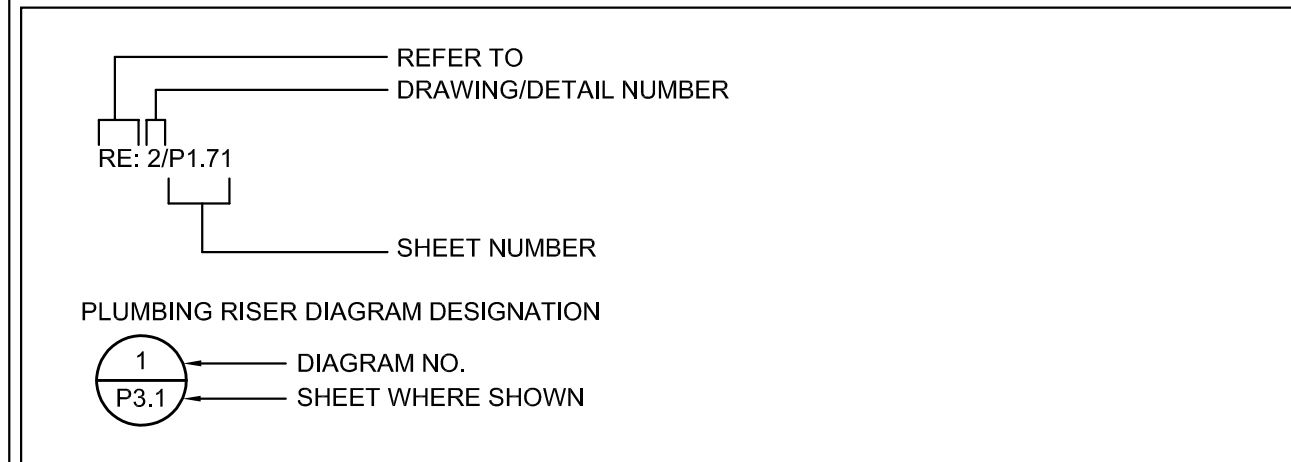 REFER TO
DRAWING/DETAIL NUMBER
RE: 2/P1.71
SHEET NUMBER
PLUMBING RISER DIAGRAM DESIGNATION
1
DIAGRAM NO.
P3.1
SHEET WHERE SHOWN